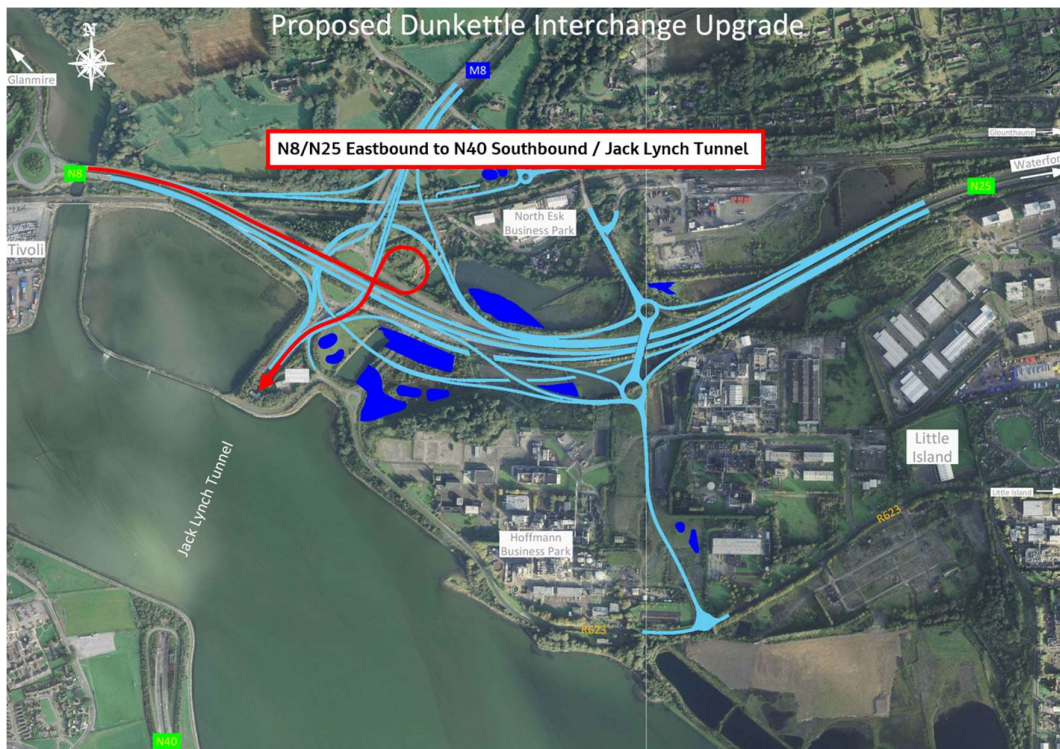 Proposed Dunkettle Interchange Upgrade
N
Glanmire
M8
N8/N25 Eastbound to N40 Southbound / Jack Lynch Tunnel
Glounthaune
Waterford
N8
N25
North Esk
Business Park
Tivoli
Little
Island
Jack Lynch Tunnel
Little Island
R623
Hoffmann
Business Park
R623
N40